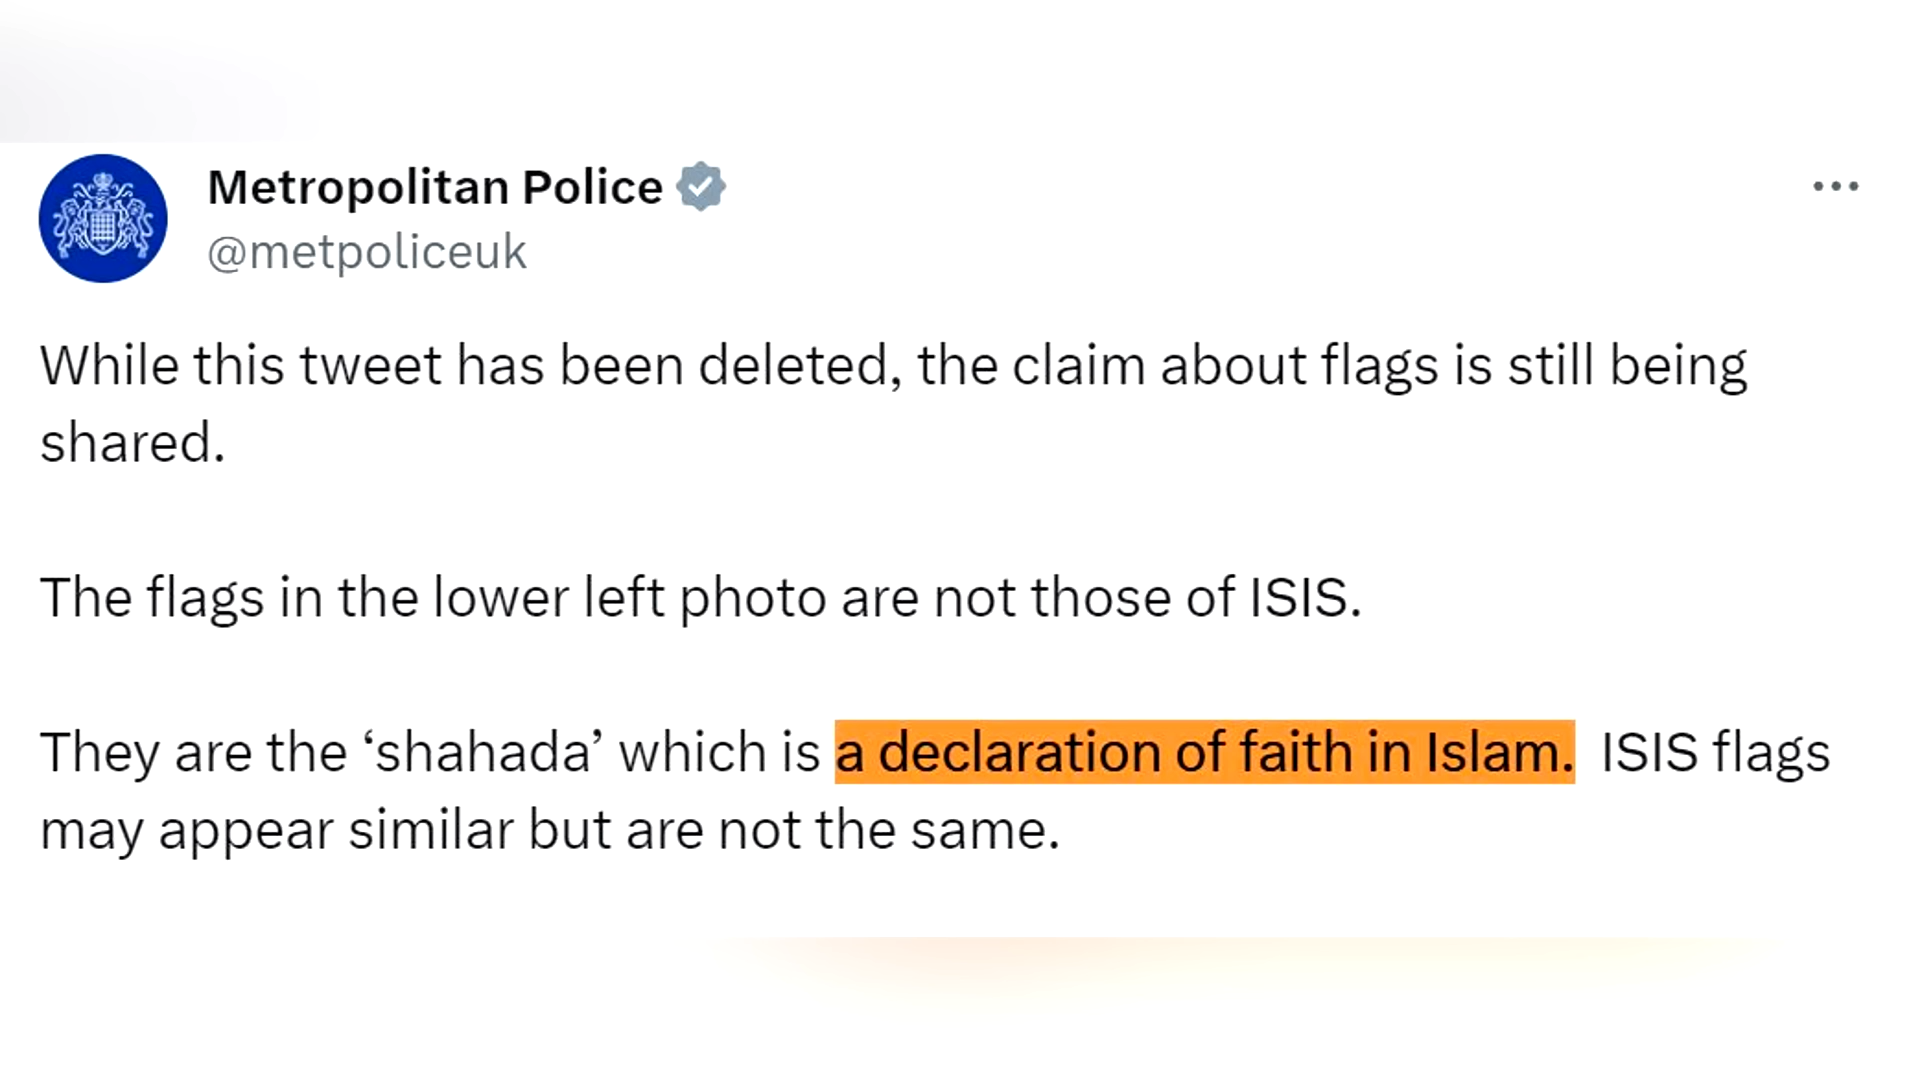 Metropolitan Police
@metpoliceuk
While this tweet has been deleted, the claim about flags is still being
shared.
The flags in the lower left photo are not those of ISIS.
They are the ‘shahada’ which is a declaration of faith in Islam.  ISIS flags
may appear similar but are not the same.